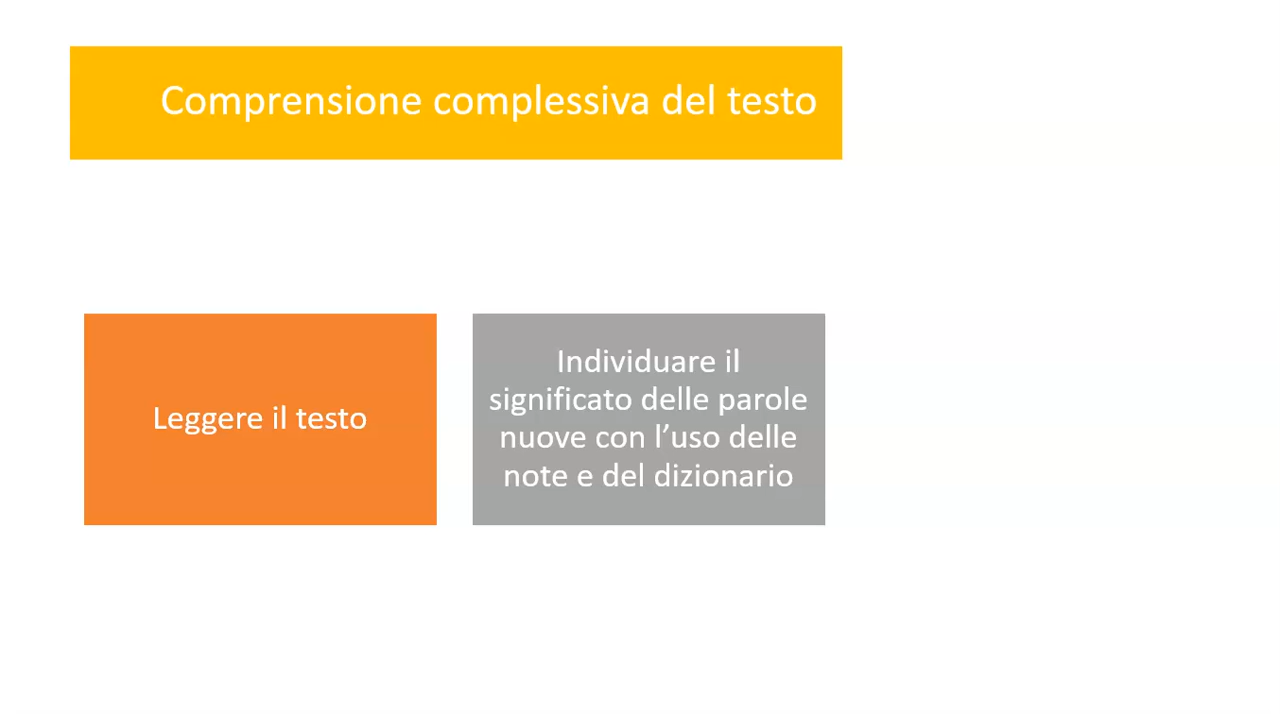 Comprensione complessiva del testo
Leggere il testo
Individuare il
significato delle parole
nuove con l’uso delle
note e del dizionario